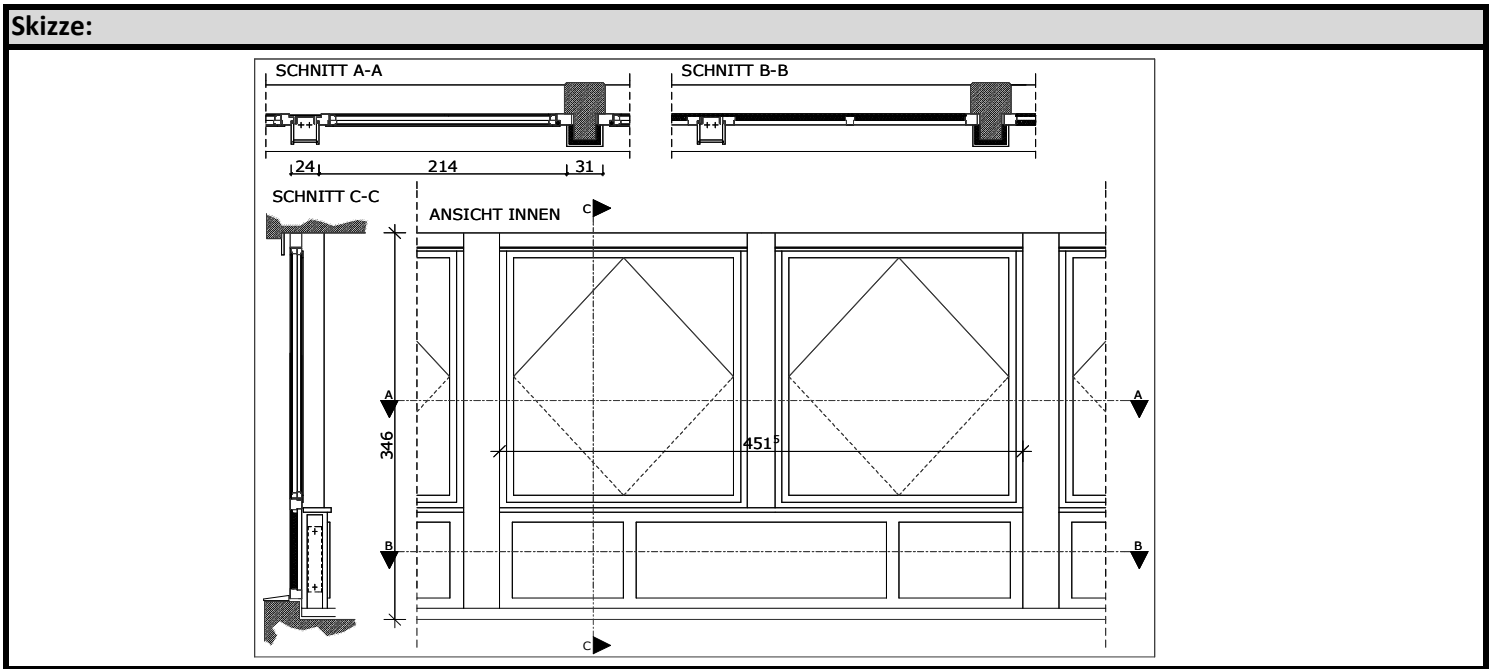 Skizze:
SCHNITT A-A
SCHNITT B-B
24 214 31
SCHNITT C-C
ANSICHT INNEN
C
A A
346
451⁵
B B
C